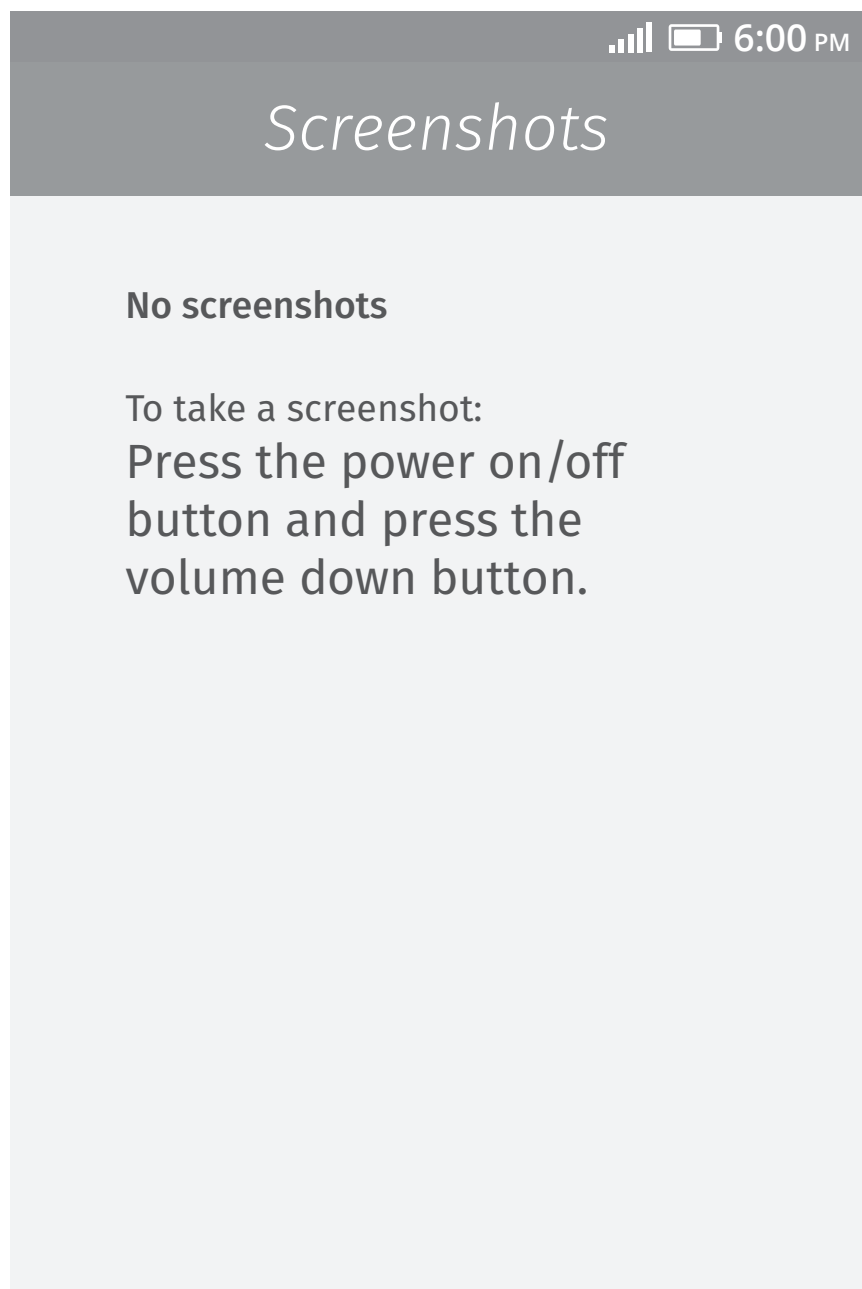 6:00 PM
Screenshots
No screenshots
To take a screenshot:
Press the power on/off
button and press the
volume down button.